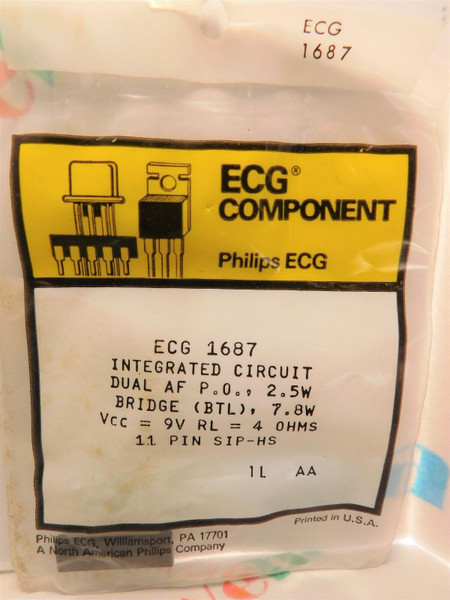 ECG
1687
ECG®
COMPONENT
Philips ECG
ECG 1687
INTEGRATED CIRCUIT
DUAL AF P.O., 2.5W
BRIDGE (BTL), 7.8W
VCC = 9V RL = 4 OHMS
11 PIN SIP-HS
1L AA
Printed in U.S.A.
Philips ECG, Williamsport, PA 17701
A North American Philips Company